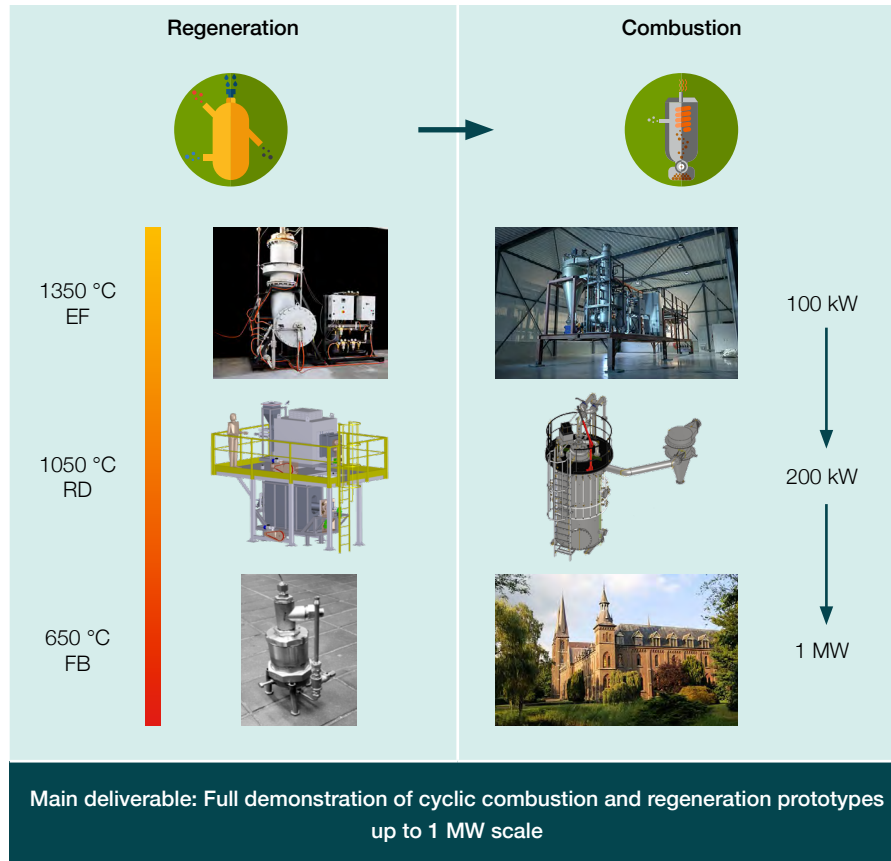 Regeneration
Combustion
1350 °C
EF
100 kW
1050 °C
RD
200 kW
650 °C
FB
1 MW
Main deliverable: Full demonstration of cyclic combustion and regeneration prototypes
up to 1 MW scale